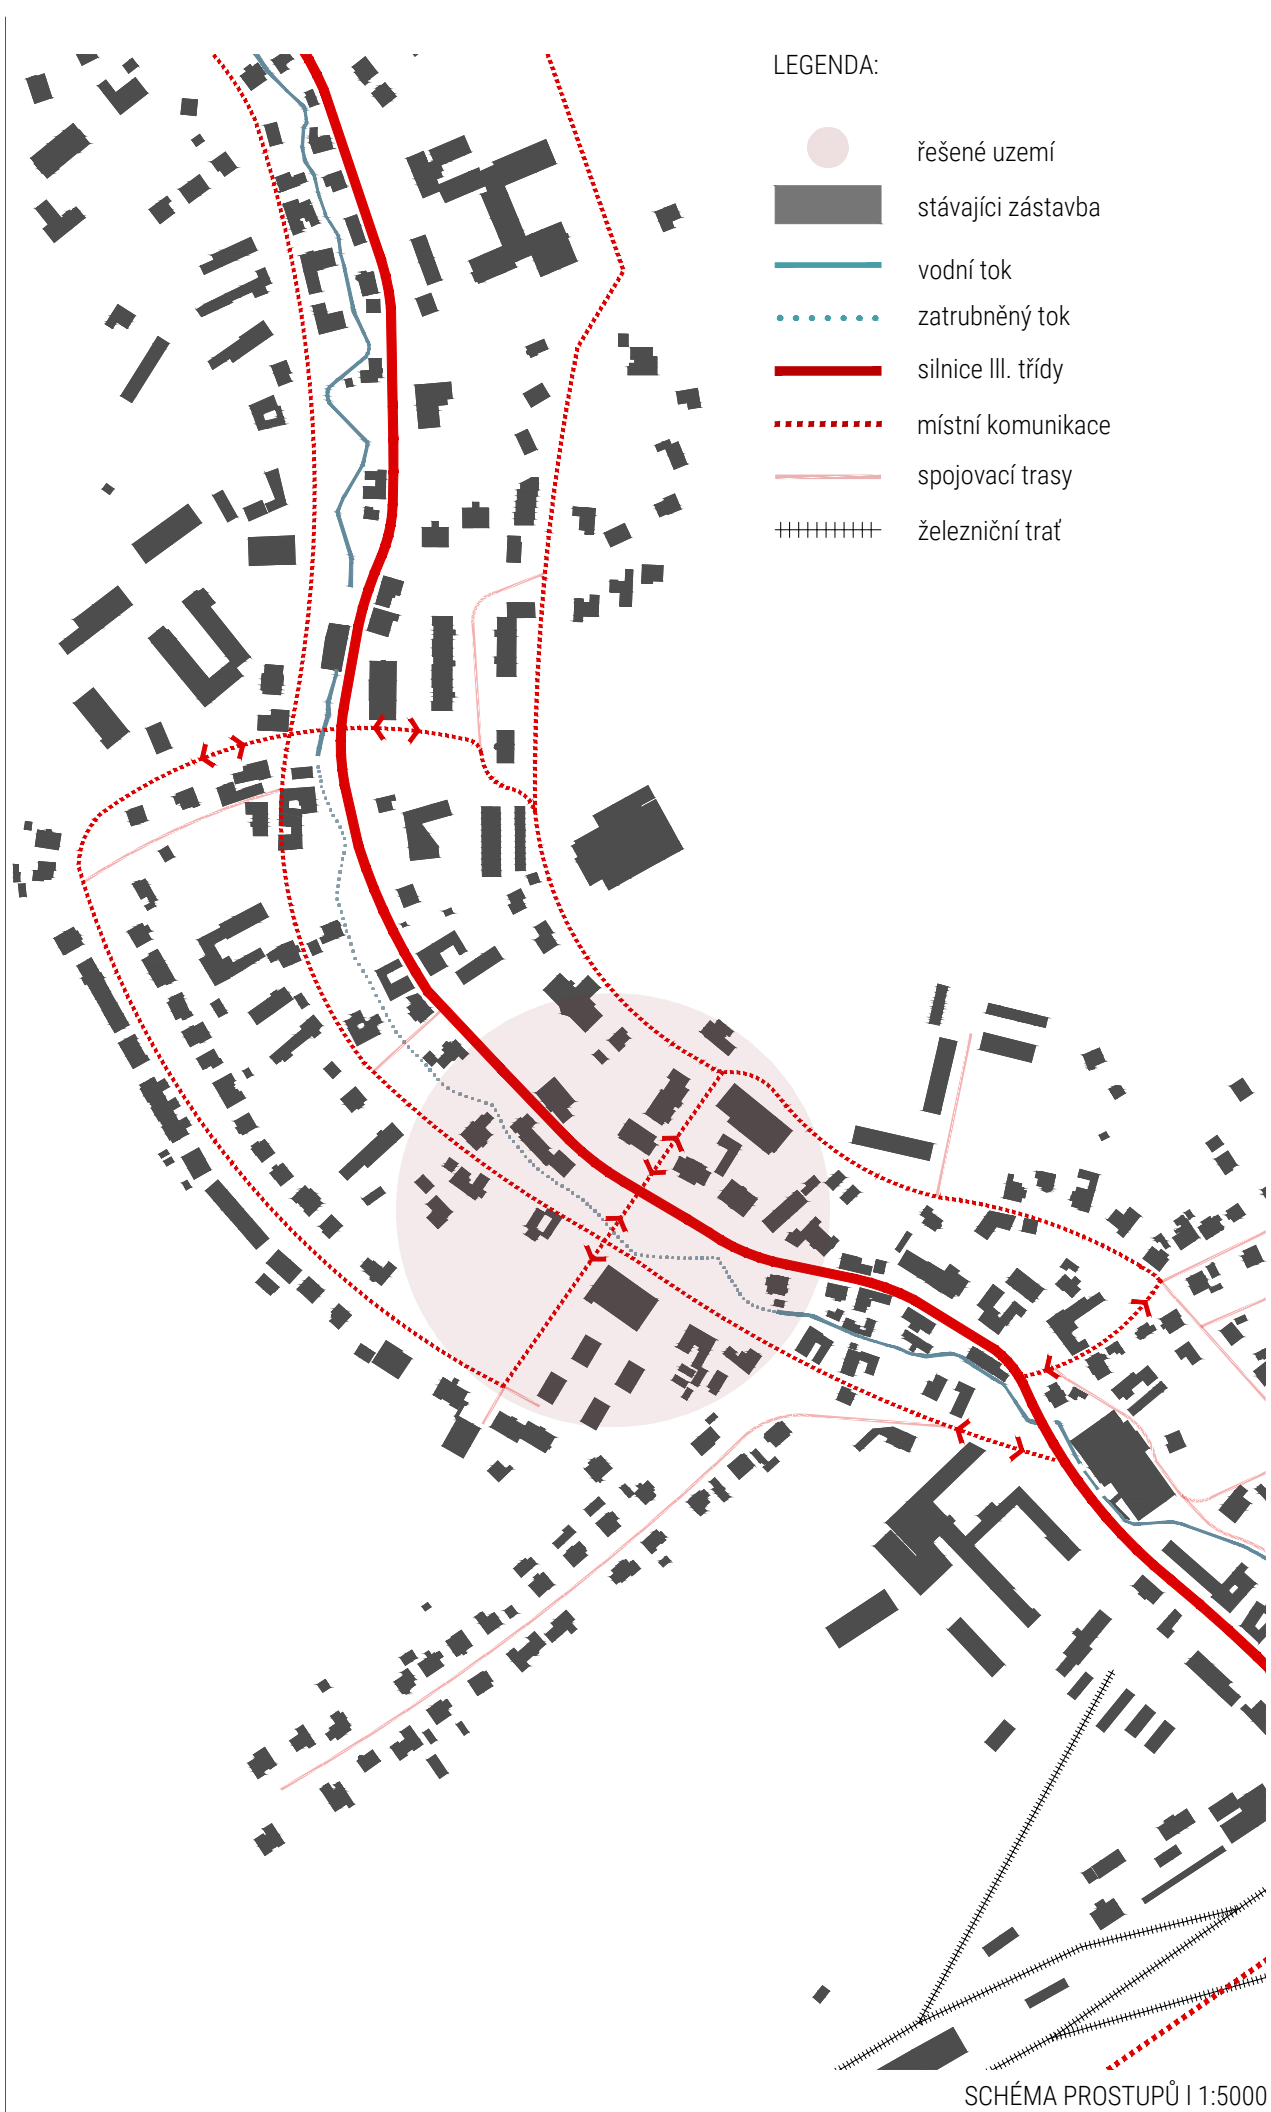 LEGENDA:
řešené uzemí
stávajíci zástavba
vodní tok
zatrubněný tok
silnice III. třídy
místní komunikace
spojovací trasy
železniční trať
SCHÉMA PROSTUPŮ l 1:5000